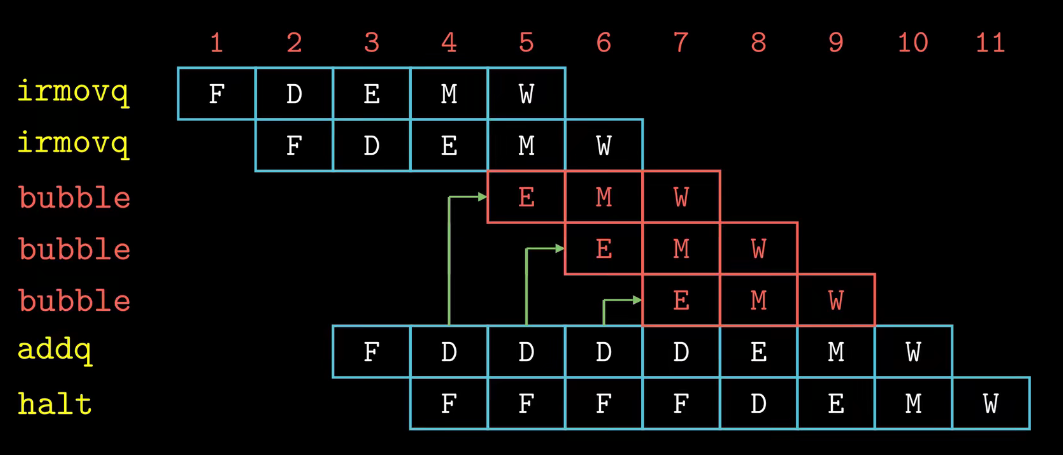 1 2 3 4 5 6 7 8 9 10 11
irmovq F D E M W
irmovq F D E M W
bubble E M W
bubble E M W
bubble E M W
addq F D D D D E M W
halt F F F F D E M W